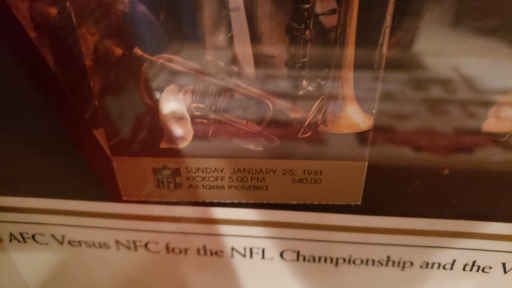 NFL
SUNDAY, JANUARY 25, 1981
KICKOFF 5:00 PM $40.00
All taxes included
AFC Versus NFC for the NFL Championship and the V